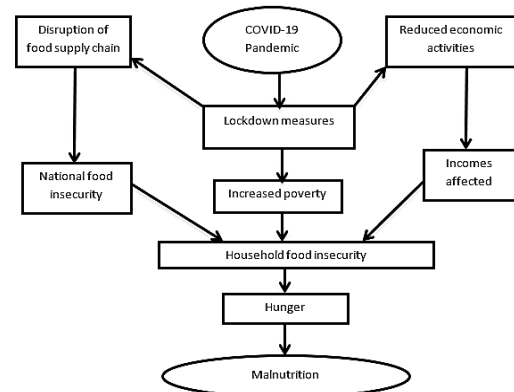 Disruption of
food supply chain
COVID-19
Pandemic
Reduced economic
activities
Lockdown measures
National food
insecurity
Increased poverty
Incomes
affected
Household food insecurity
Hunger
Malnutrition